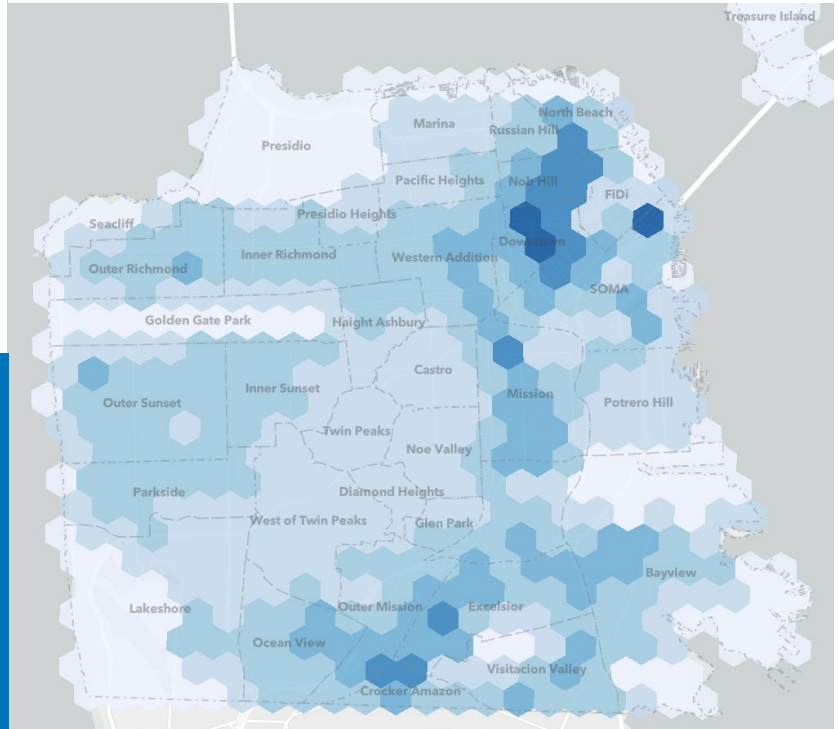 Treasure Island
North Beach
Marina
Russian Hill
Presidio
Pacific Heights
Nob Hill
FiDi
Seacliff
Presidio Heights
Downtown
Outer Richmond
Inner Richmond
Western Addition
SOMA
Golden Gate Park
Haight Ashbury
Castro
Inner Sunset
Outer Sunset
Mission
Potrero Hill
Twin Peaks
Noe Valley
Parkside
Diamond Heights
West of Twin Peaks
Glen Park
Bayview
Lakeshore
Outer Mission
Excelsior
Ocean View
Visitacion Valley
Crocker Amazon